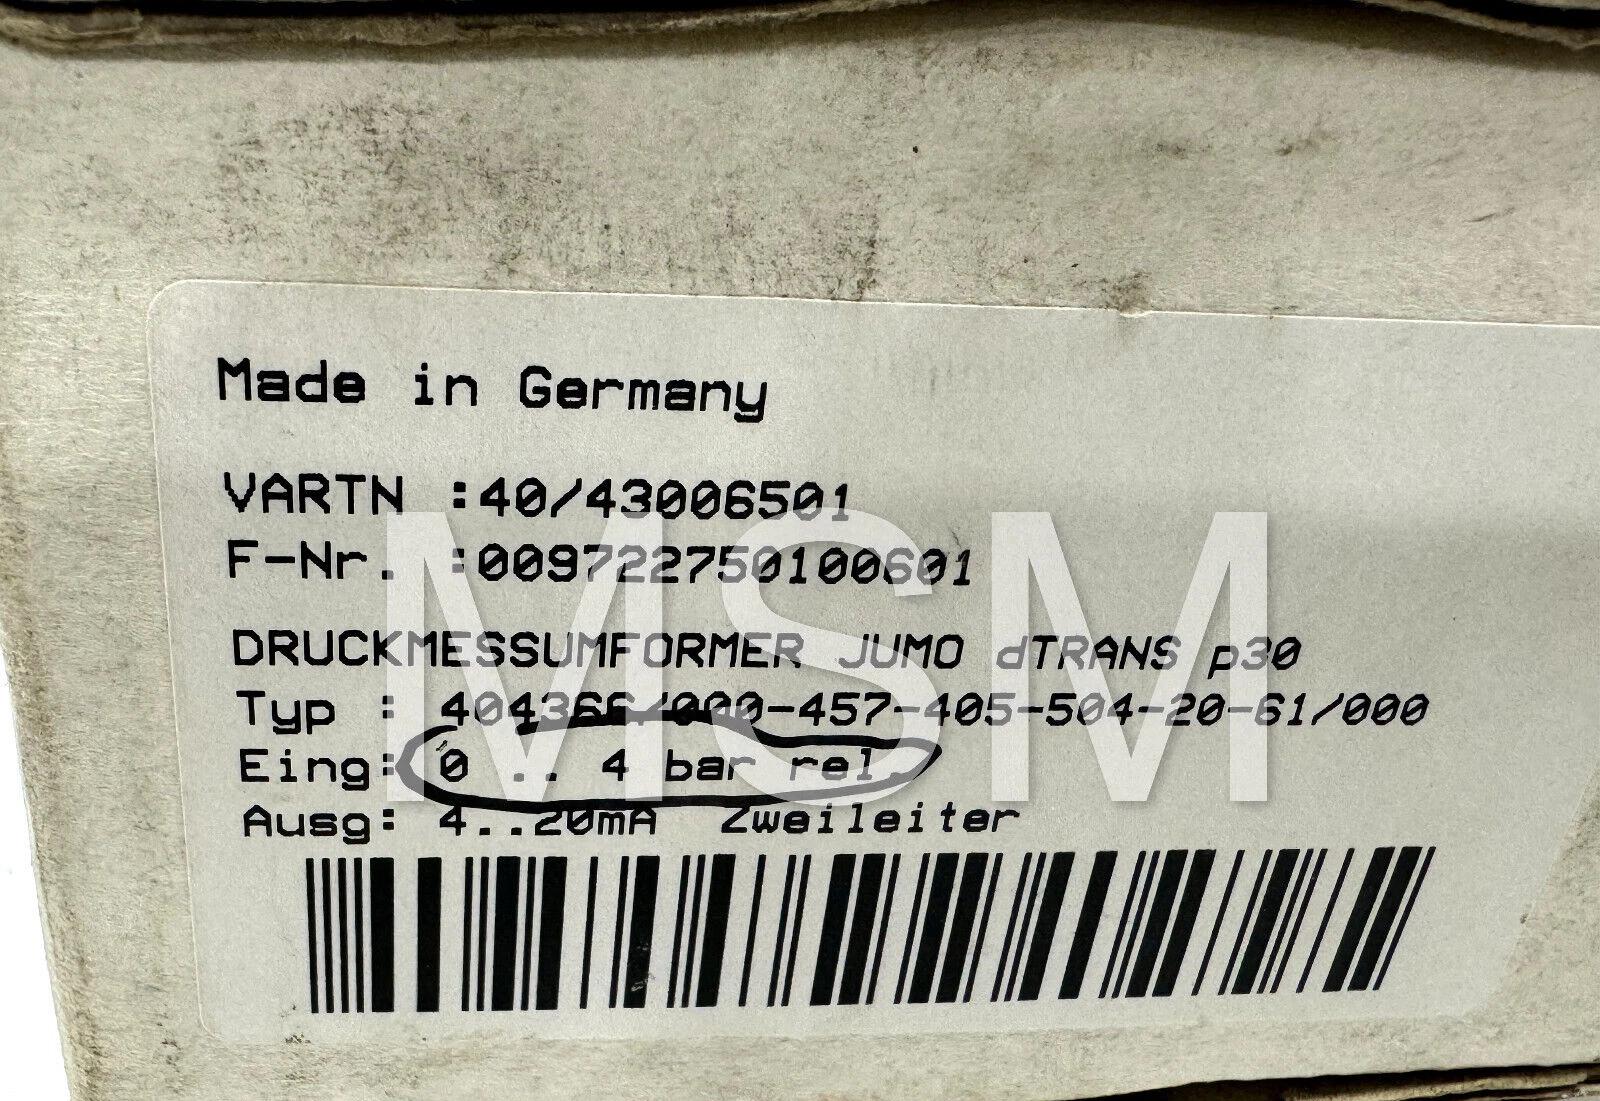 Made in Germany
VARTN :40/43006501
F-Nr. :009722750100601
DRUCKMESSUMFORMER JUMO dTRANS p30
Typ : 404366/000-457-405-504-20-61/000
Eing: 0 .. 4 bar rel.
Ausg: 4..20mA Zweileiter
MSM